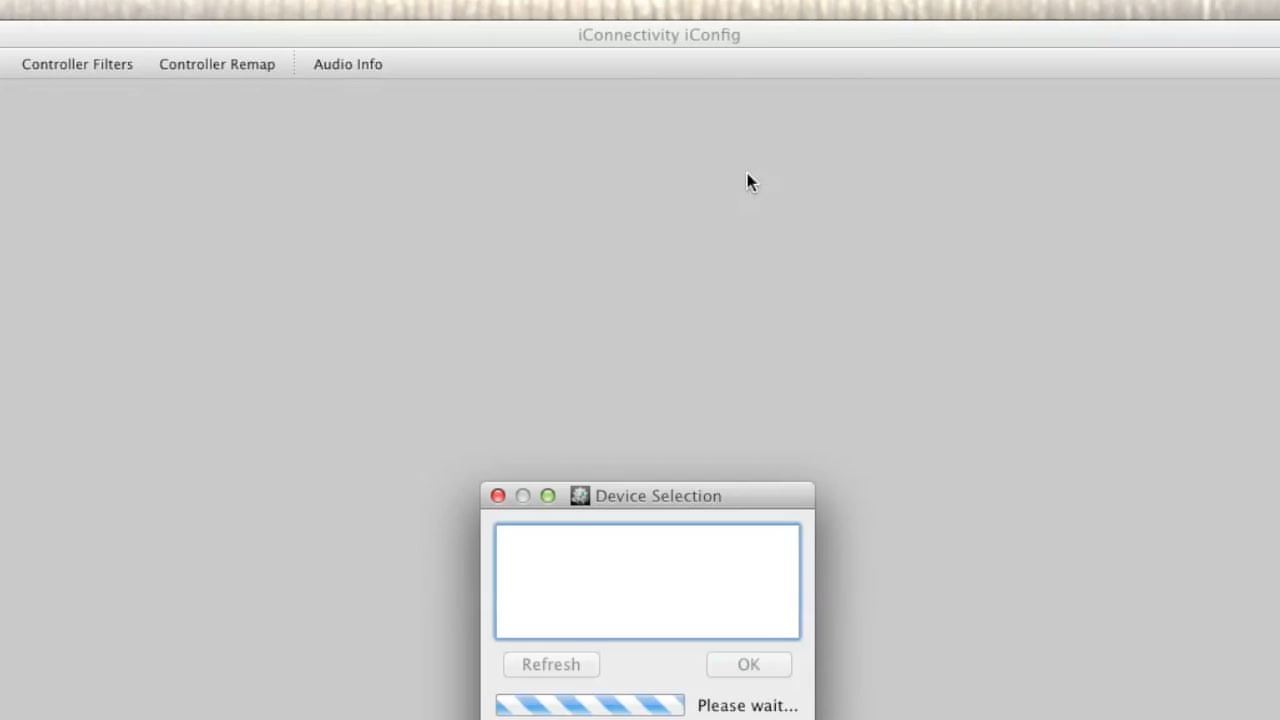 iConnectivity iConfig
Controller Filters Controller Remap Audio Info
Device Selection
Refresh OK
Please wait...